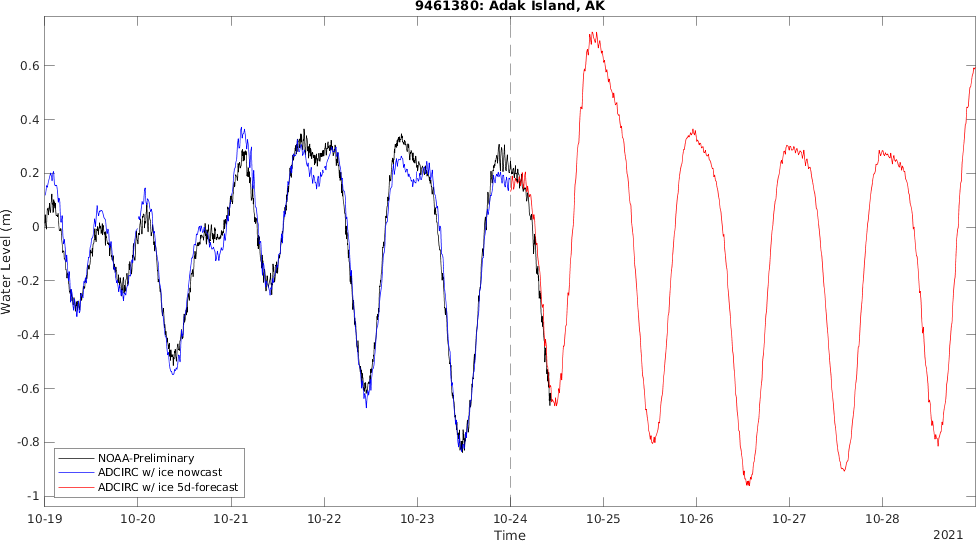 9461380: Adak Island, AK
Water Level (m)
0.6
0.4
0.2
0
-0.2
-0.4
-0.6
-0.8
-1
NOAA-Preliminary
ADCIRC w/ ice nowcast
ADCIRC w/ ice 5d-forecast
10-19 10-20 10-21 10-22 10-23 10-24 10-25 10-26 10-27 10-28
Time
2021